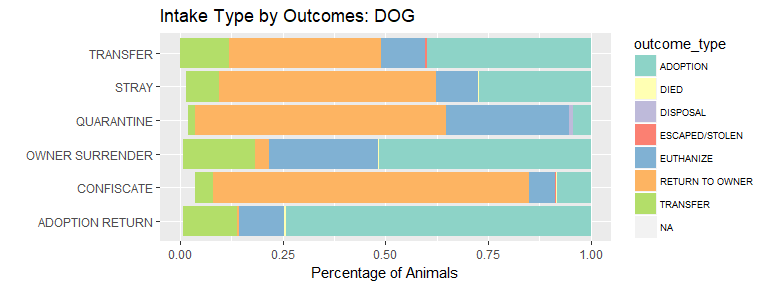 Intake Type by Outcomes: DOG
TRANSFER
STRAY
QUARANTINE
OWNER SURRENDER
CONFISCATE
ADOPTION RETURN
0.00 0.25 0.50 0.75 1.00
Percentage of Animals
outcome_type
ADOPTION
DIED
DISPOSAL
ESCAPED/STOLEN
EUTHANIZE
RETURN TO OWNER
TRANSFER
NA